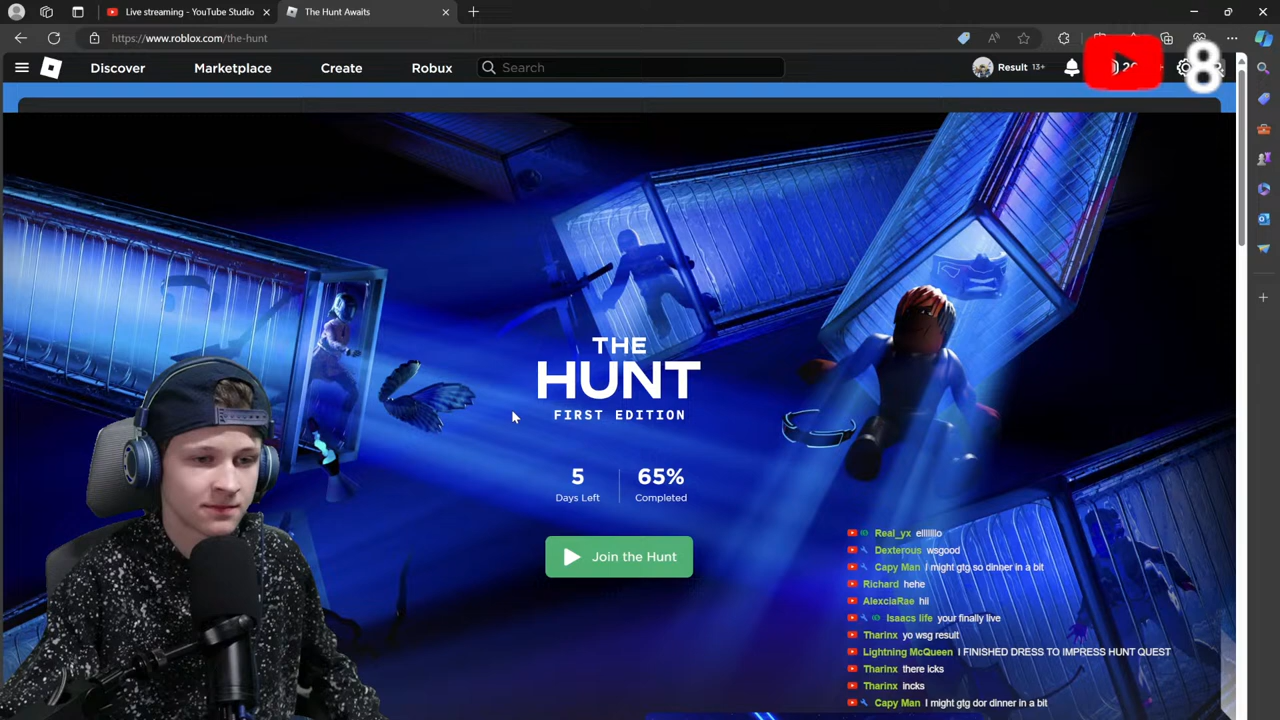 Live streaming - YouTube Studio
The Hunt Awaits
https://www.roblox.com/the-hunt
Discover
Marketplace
Create
Robux
Search
Result 13+
8
THE
HUNT
FIRST EDITION
5
Days Left
65%
Completed
Join the Hunt
Real_yx elllllllo
Dexterous wsgood
Capy Man I might gtg so dinner in a bit
Richard hehe
AlexciaRae hii
Isaacs life your finally live
Tharinx yo wsg result
Lightning McQueen I FINISHED DRESS TO IMPRESS HUNT QUEST
Tharinx there icks
Tharinx incks
Capy Man I might gtg dor dinner in a bit